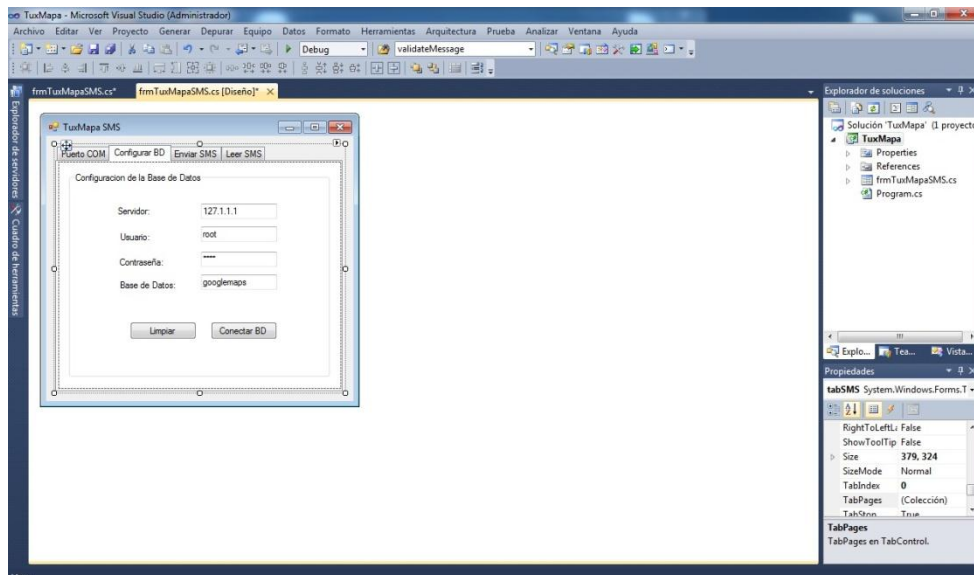 TuxMapa - Microsoft Visual Studio (Administrador)
Archivo Editar Ver Proyecto Generar Depurar Equipo Datos Formato Herramientas Arquitectura Prueba Analizar Ventana Ayuda
Debug validateMessage
Explorador de servidores
Cuadro de herramientas
frmTuxMapaSMS.cs* frmTuxMapaSMS.cs [Diseño]*
TuxMapa SMS
Puerto COM Configurar BD Enviar SMS Leer SMS
Configuracion de la Base de Datos
Servidor: 127.1.1.1
Usuario: root
Contraseña: ••••
Base de Datos: googlemaps
Limpiar Conectar BD
Explorador de soluciones
Solución 'TuxMapa' (1 proyecto
TuxMapa
Properties
References
frmTuxMapaSMS.cs
Program.cs
Explo... Tea... Vista...
Propiedades
tabSMS System.Windows.Forms.T
RightToLeftL False
ShowToolTip False
Size 379, 324
SizeMode Normal
TabIndex 0
TabPages (Colección)
TabStop True
TabPages
TabPages en TabControl.